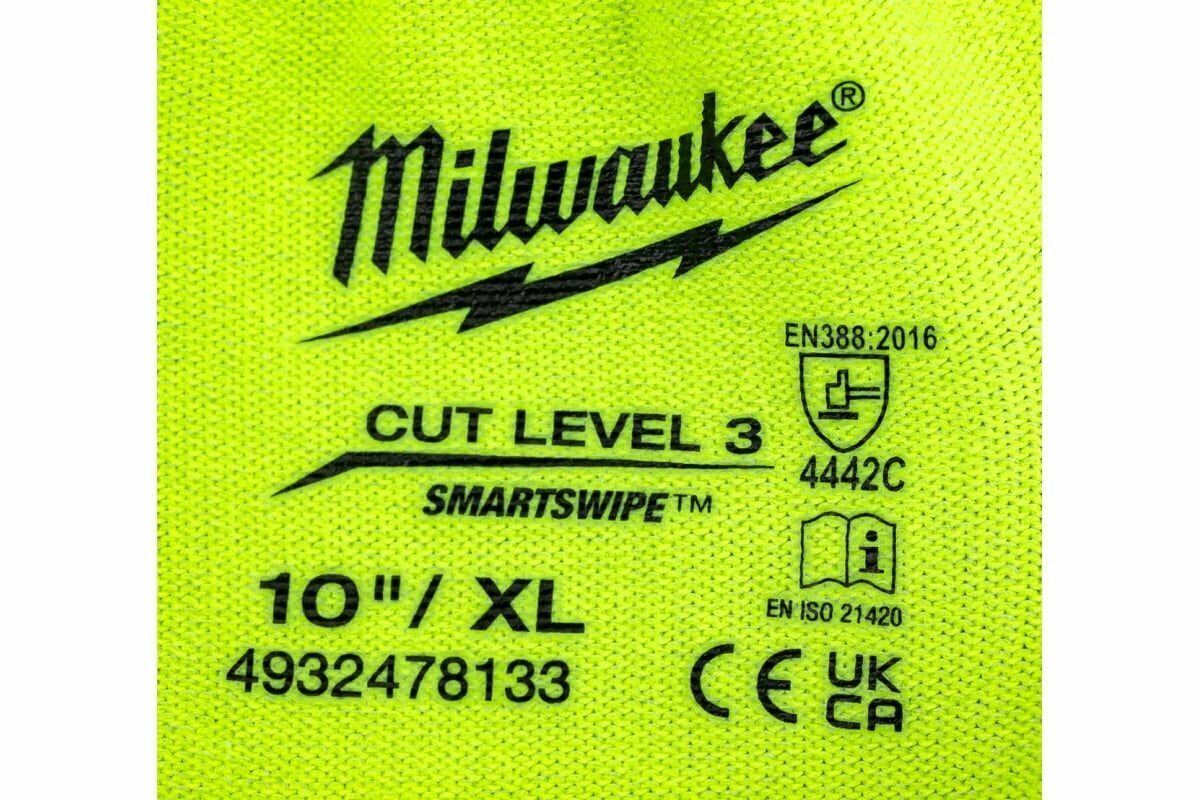 Milwaukee®
EN388:2016
CUT LEVEL 3
4442C
SMARTSWIPE™
i
EN ISO 21420
10"/ XL
4932478133
CE UK
CA